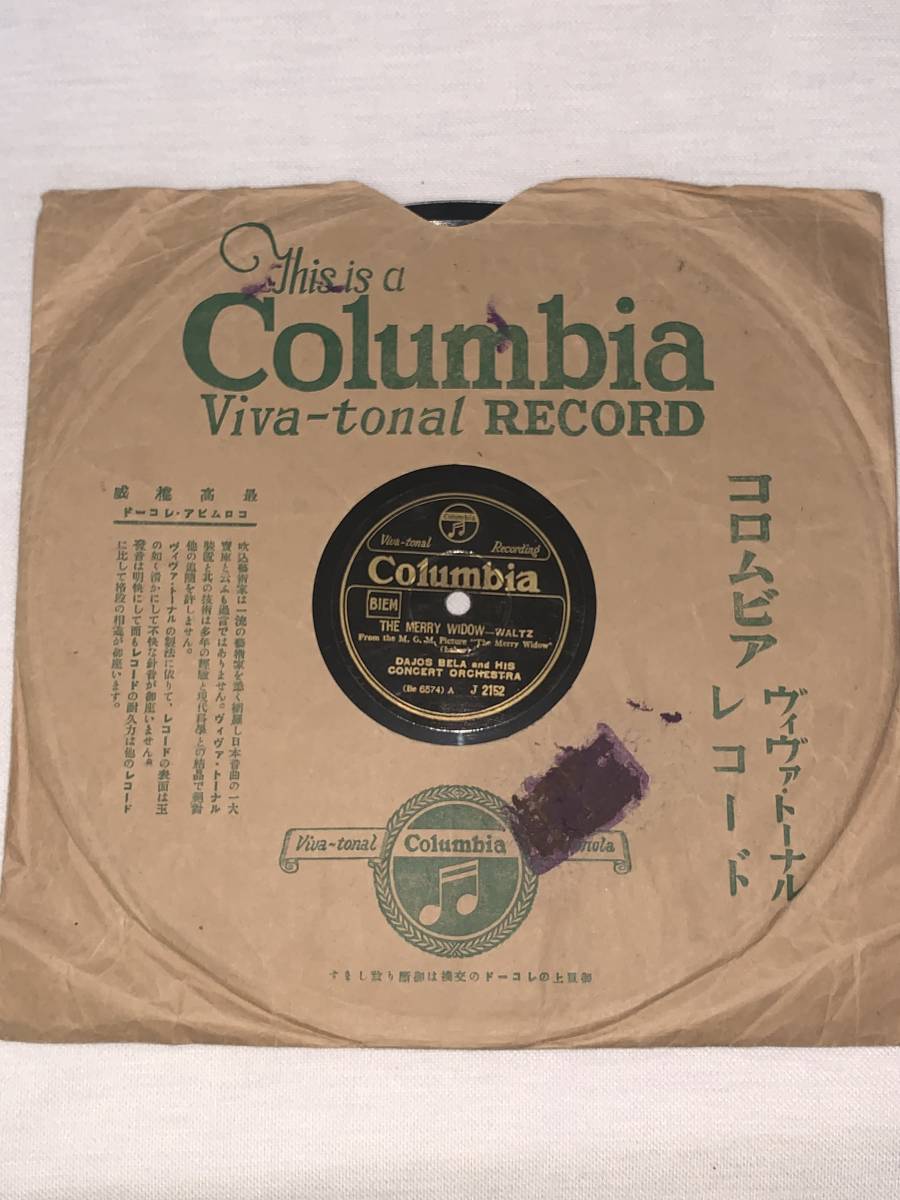 This is a
Columbia
Viva-tonal RECORD
コロムビア レコード
ヴィヴァ・トーナル
最高権威
コロムビア・レコード
吹込藝術家は一流の藝術家を悉く網羅し日本音曲の一大
寶座と云ふも過言ではありません。ヴィヴァ・トーナル
装置と其の技術は多年の經驗と現代科學との結晶で絕對
他の追隨を許しません。
ヴィヴァ・トーナルの製法に依りて、レコードの表面は玉
の如く滑かにして不快な針音が御座いません。
發音は明快にして而もレコードの耐久力は他のレコード
に比して格段の相違が御座います。
Columbia
Viva-tonal Recording
Columbia
BIEM
THE MERRY WIDOW—WALTZ
From the M. G. M. Picture "The Merry Widow"
(Lehar)
DAJOS BELA and HIS
CONCERT ORCHESTRA
(Be 6574) A J 2152
Viva-tonal Columbia
御買上のレコードの交換は御斷り致します